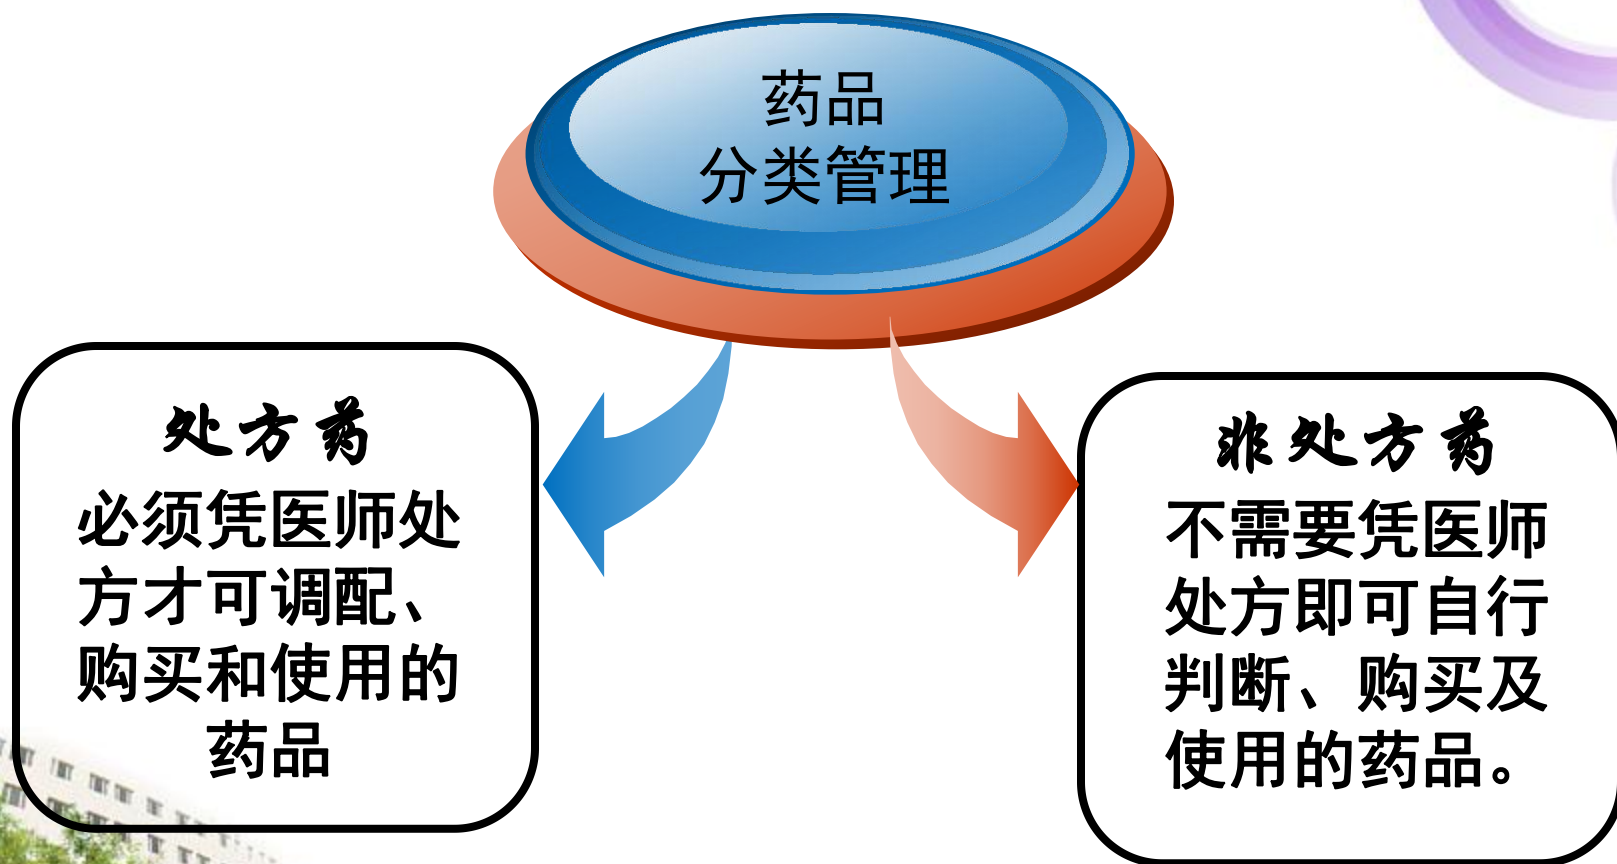 药品
分类管理
处方药
必须凭医师处
方才可调配、
购买和使用的
药品
非处方药
不需要凭医师
处方即可自行
判断、购买及
使用的药品。